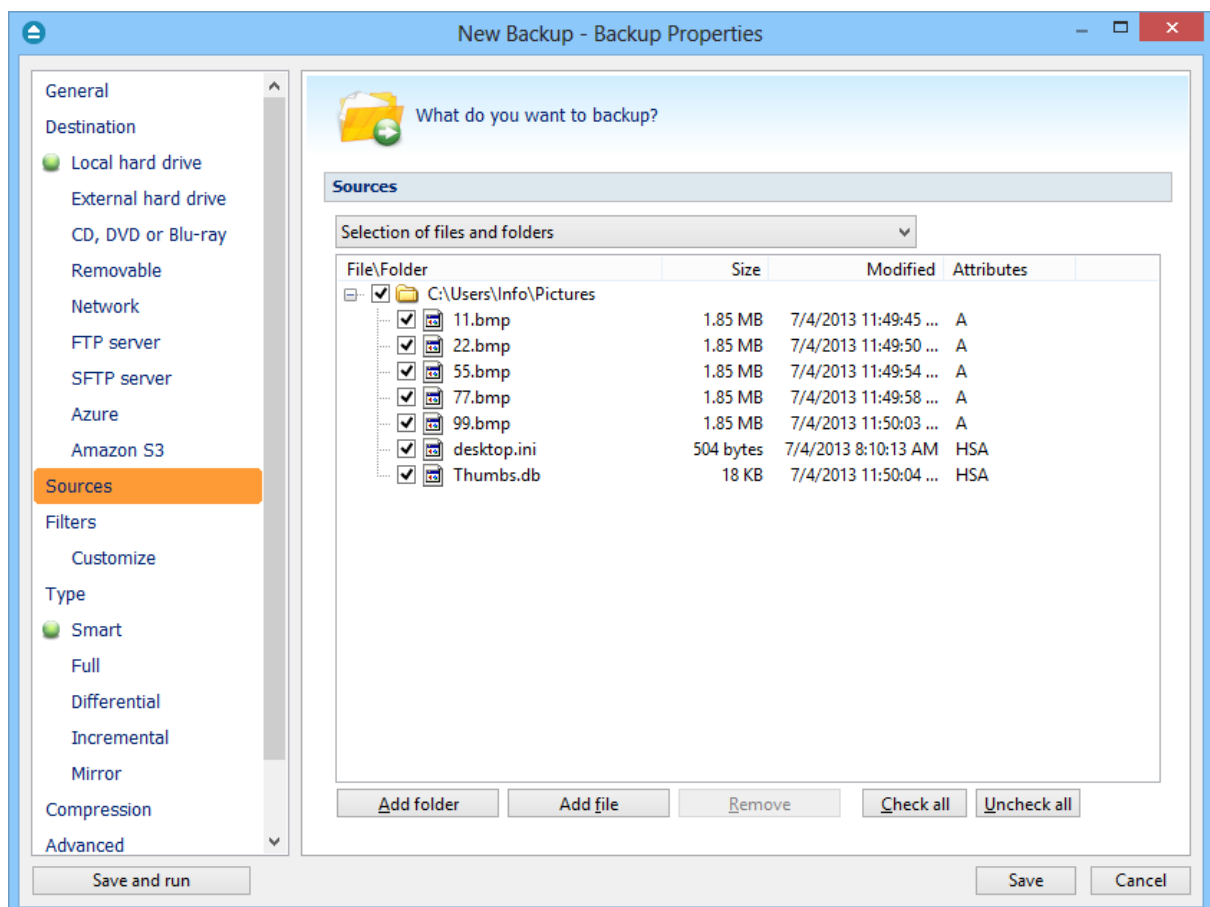 New Backup - Backup Properties
General
Destination
Local hard drive
External hard drive
CD, DVD or Blu-ray
Removable
Network
FTP server
SFTP server
Azure
Amazon S3
Sources
Filters
Customize
Type
Smart
Full
Differential
Incremental
Mirror
Compression
Advanced
What do you want to backup?
Sources
Selection of files and folders
File\Folder Size Modified Attributes
C:\Users\Info\Pictures
11.bmp 1.85 MB 7/4/2013 11:49:45 ... A
22.bmp 1.85 MB 7/4/2013 11:49:50 ... A
55.bmp 1.85 MB 7/4/2013 11:49:54 ... A
77.bmp 1.85 MB 7/4/2013 11:49:58 ... A
99.bmp 1.85 MB 7/4/2013 11:50:03 ... A
desktop.ini 504 bytes 7/4/2013 8:10:13 AM HSA
Thumbs.db 18 KB 7/4/2013 11:50:04 ... HSA
Add folder Add file Remove Check all Uncheck all
Save and run Save Cancel